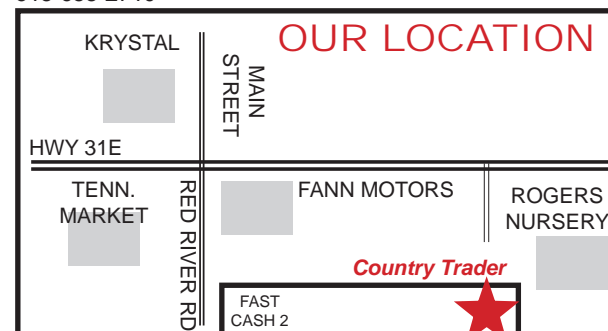 KRYSTAL
OUR LOCATION
MAIN
STREET
HWY 31E
TENN.
MARKET
RED RIVER RD
FANN MOTORS
ROGERS
NURSERY
Country Trader
FAST
CASH 2